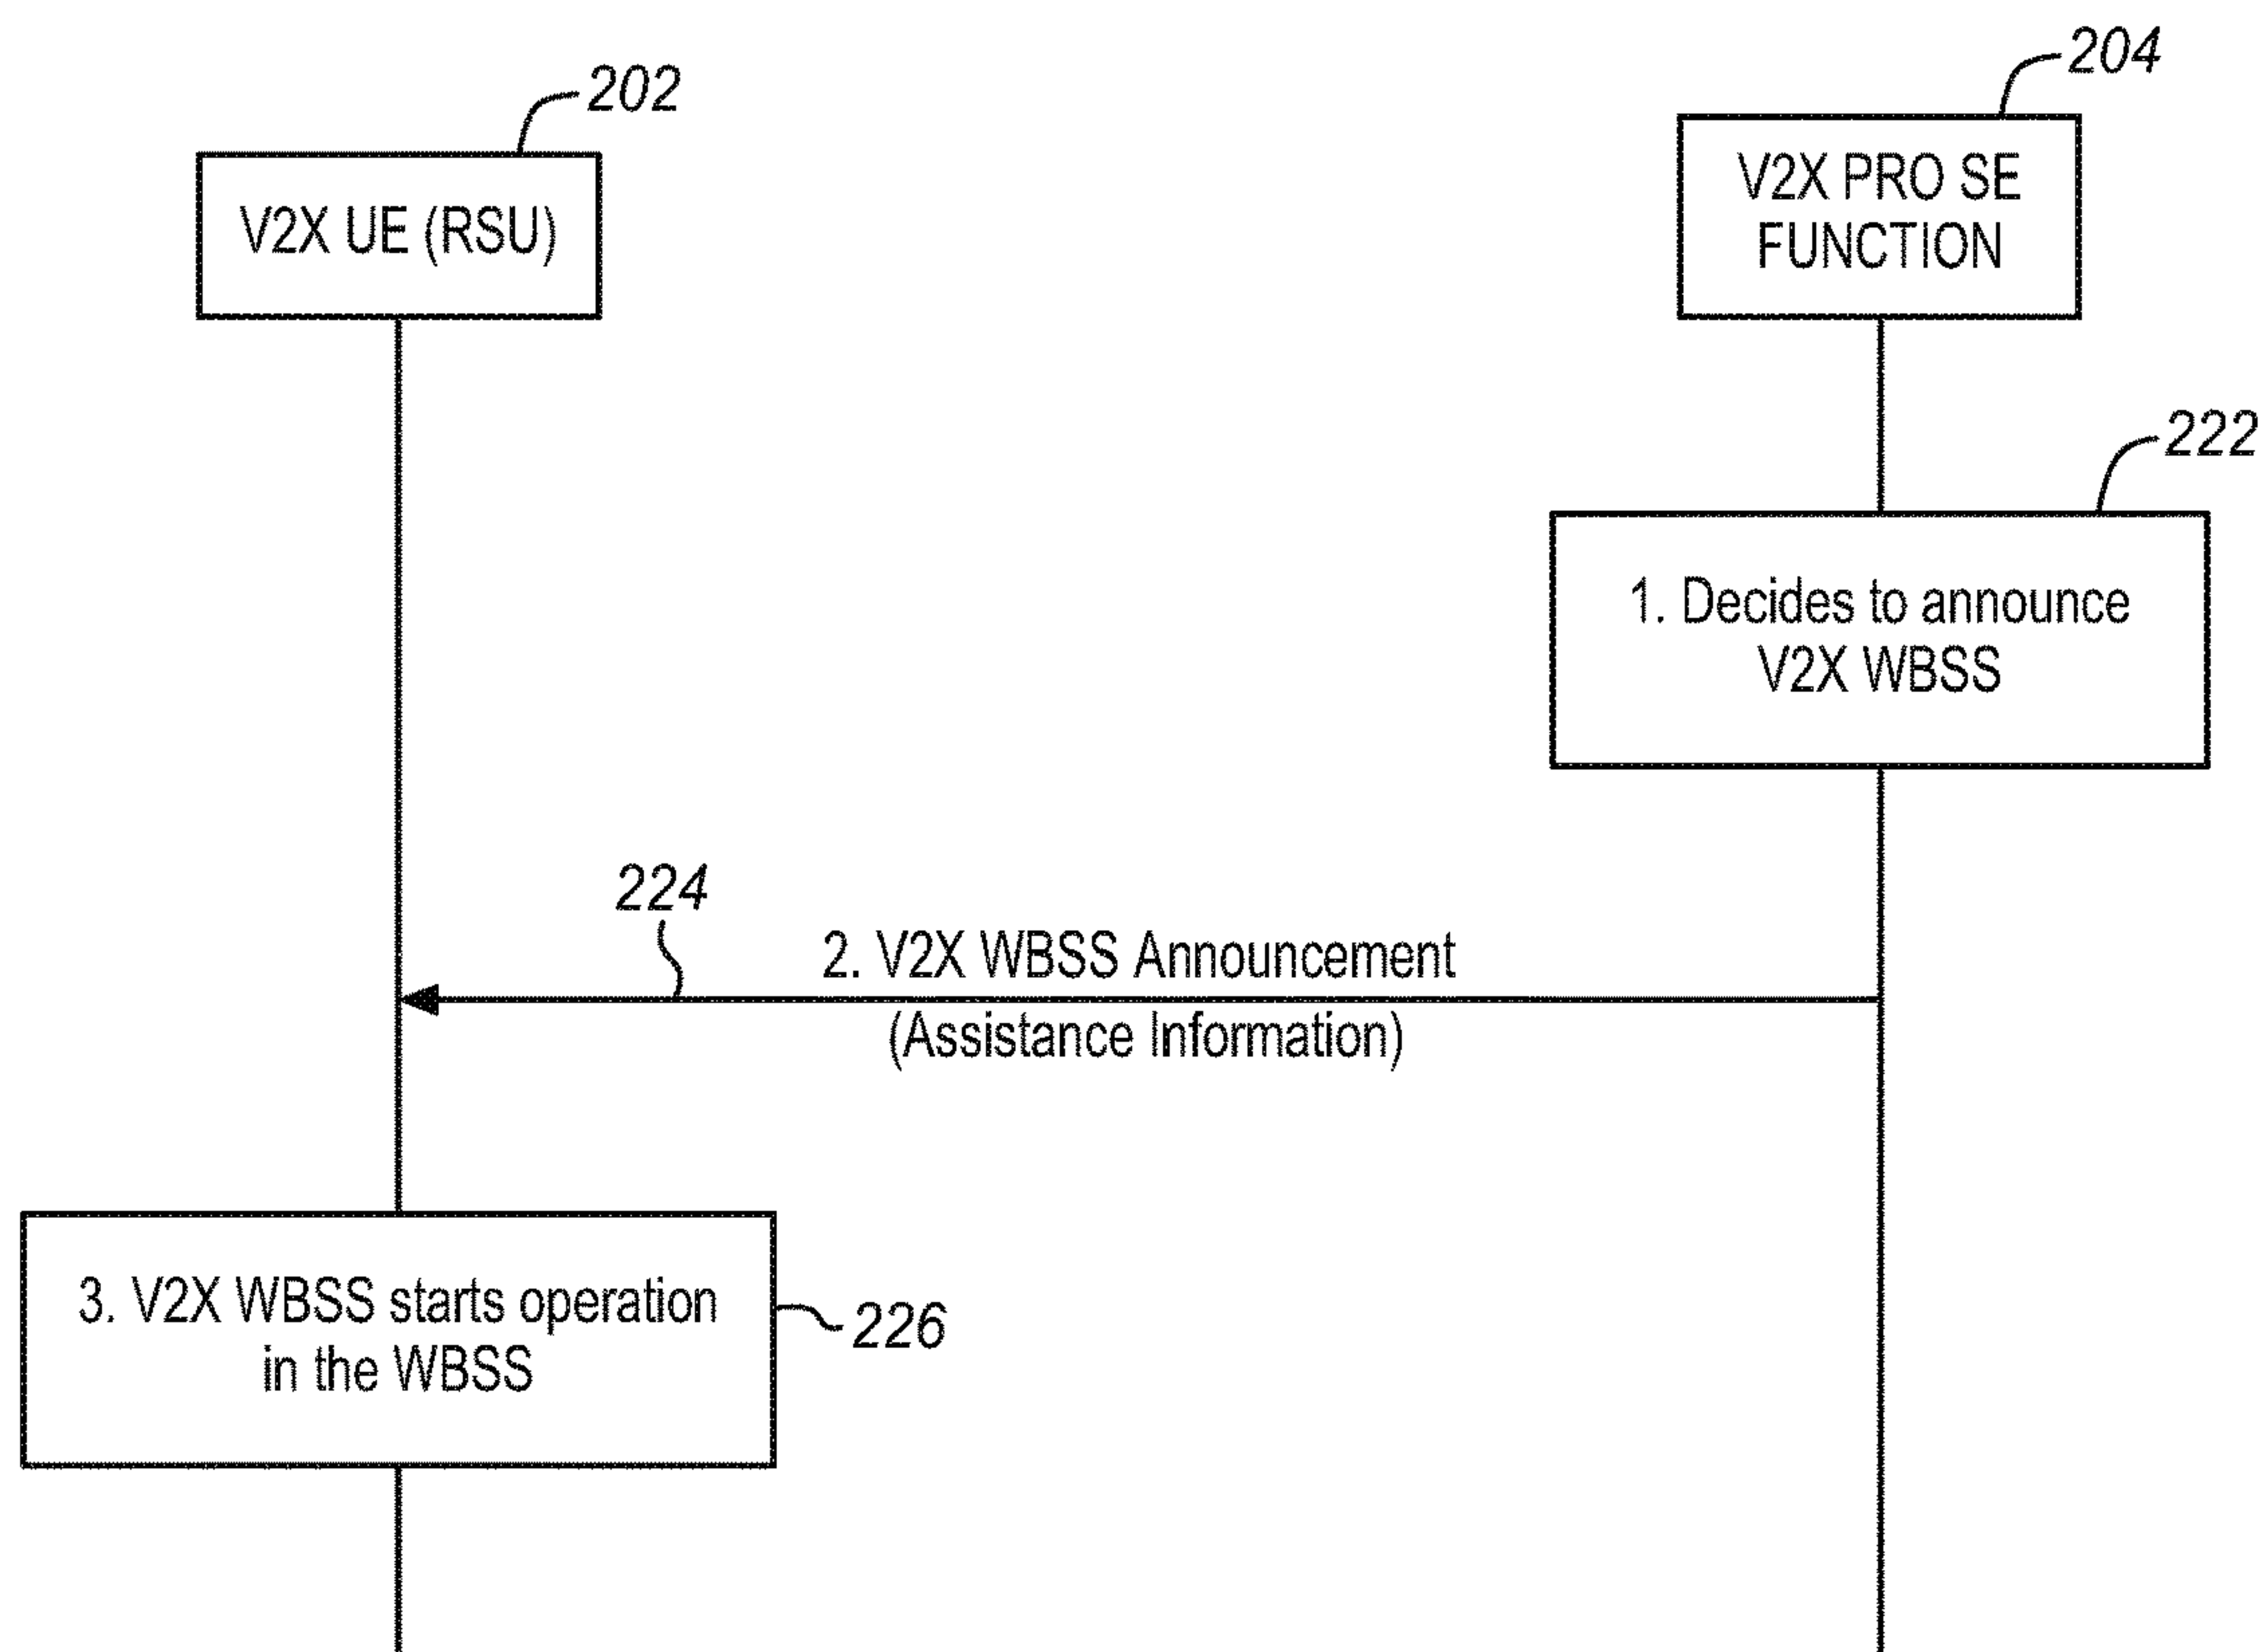 202
204
V2X UE (RSU)
V2X PRO SE
FUNCTION
222
1. Decides to announce
V2X WBSS
224
2. V2X WBSS Announcement
(Assistance Information)
3. V2X WBSS starts operation
in the WBSS
226